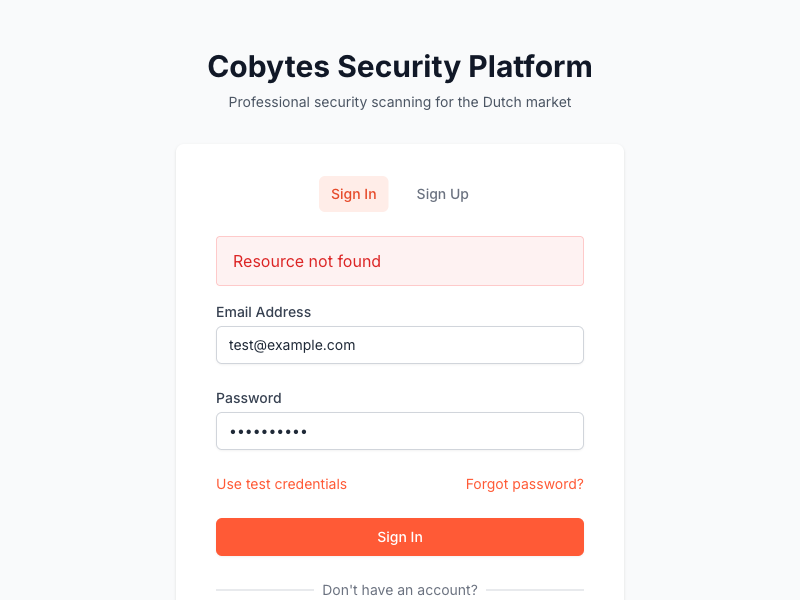 Cobytes Security Platform
Professional security scanning for the Dutch market
Sign In
Sign Up
Resource not found
Email Address
test@example.com
Password
••••••••••
Use test credentials
Forgot password?
Sign In
Don't have an account?